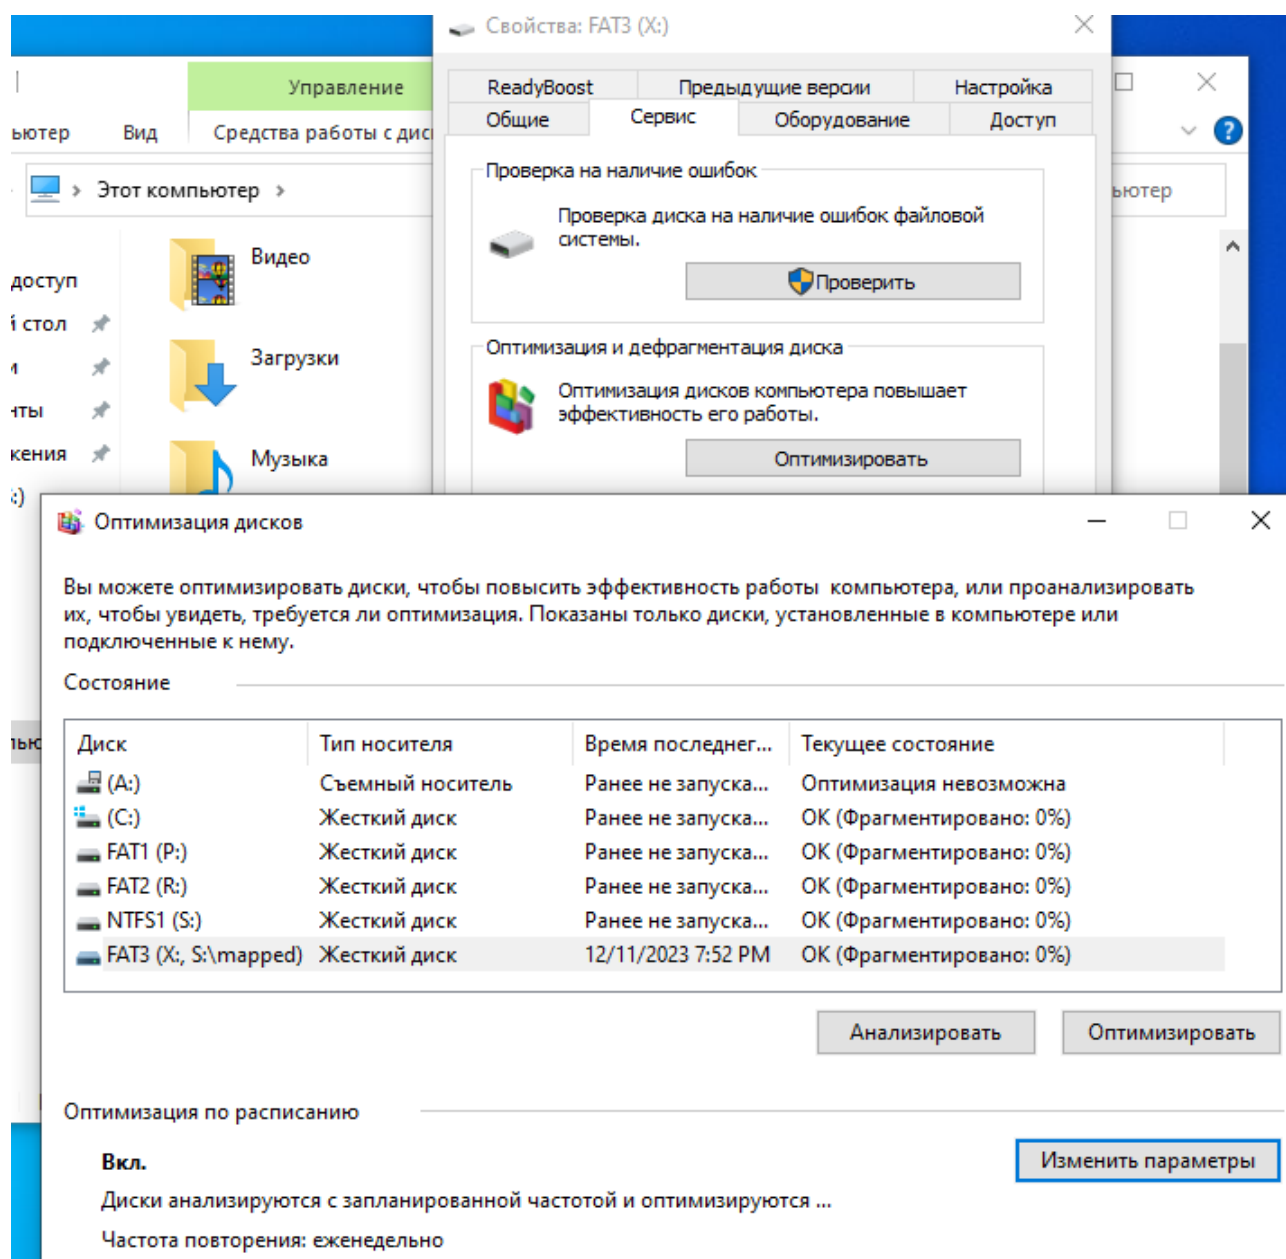 Свойства: FAT3 (X:)
Управление
Вид
Средства работы с
ReadyBoost
Предыдущие версии
Настройка
Общие
Сервис
Оборудование
Доступ
Этот компьютер
Проверка на наличие ошибок
Проверка диска на наличие ошибок файловой
системы.
Проверить
Видео
доступ
стол
Загрузки
Музыка
Оптимизация и дефрагментация диска
Оптимизация дисков компьютера повышает
эффективность его работы.
Оптимизировать
Оптимизация дисков
Вы можете оптимизировать диски, чтобы повысить эффективность работы компьютера, или проанализировать
их, чтобы увидеть, требуется ли оптимизация. Показаны только диски, установленные в компьютере или
подключенные к нему.
Состояние
Диск Тип носителя Время последнег... Текущее состояние
(A:) Съемный носитель Ранее не запуска... Оптимизация невозможна
(C:) Жесткий диск Ранее не запуска... ОК (Фрагментировано: 0%)
FAT1 (P:) Жесткий диск Ранее не запуска... ОК (Фрагментировано: 0%)
FAT2 (R:) Жесткий диск Ранее не запуска... ОК (Фрагментировано: 0%)
NTFS1 (S:) Жесткий диск Ранее не запуска... ОК (Фрагментировано: 0%)
FAT3 (X:, S:\mapped) Жесткий диск 12/11/2023 7:52 PM ОК (Фрагментировано: 0%)
Анализировать
Оптимизировать
Оптимизация по расписанию
Вкл.
Изменить параметры
Диски анализируются с запланированной частотой и оптимизируются ...
Частота повторения: еженедельно